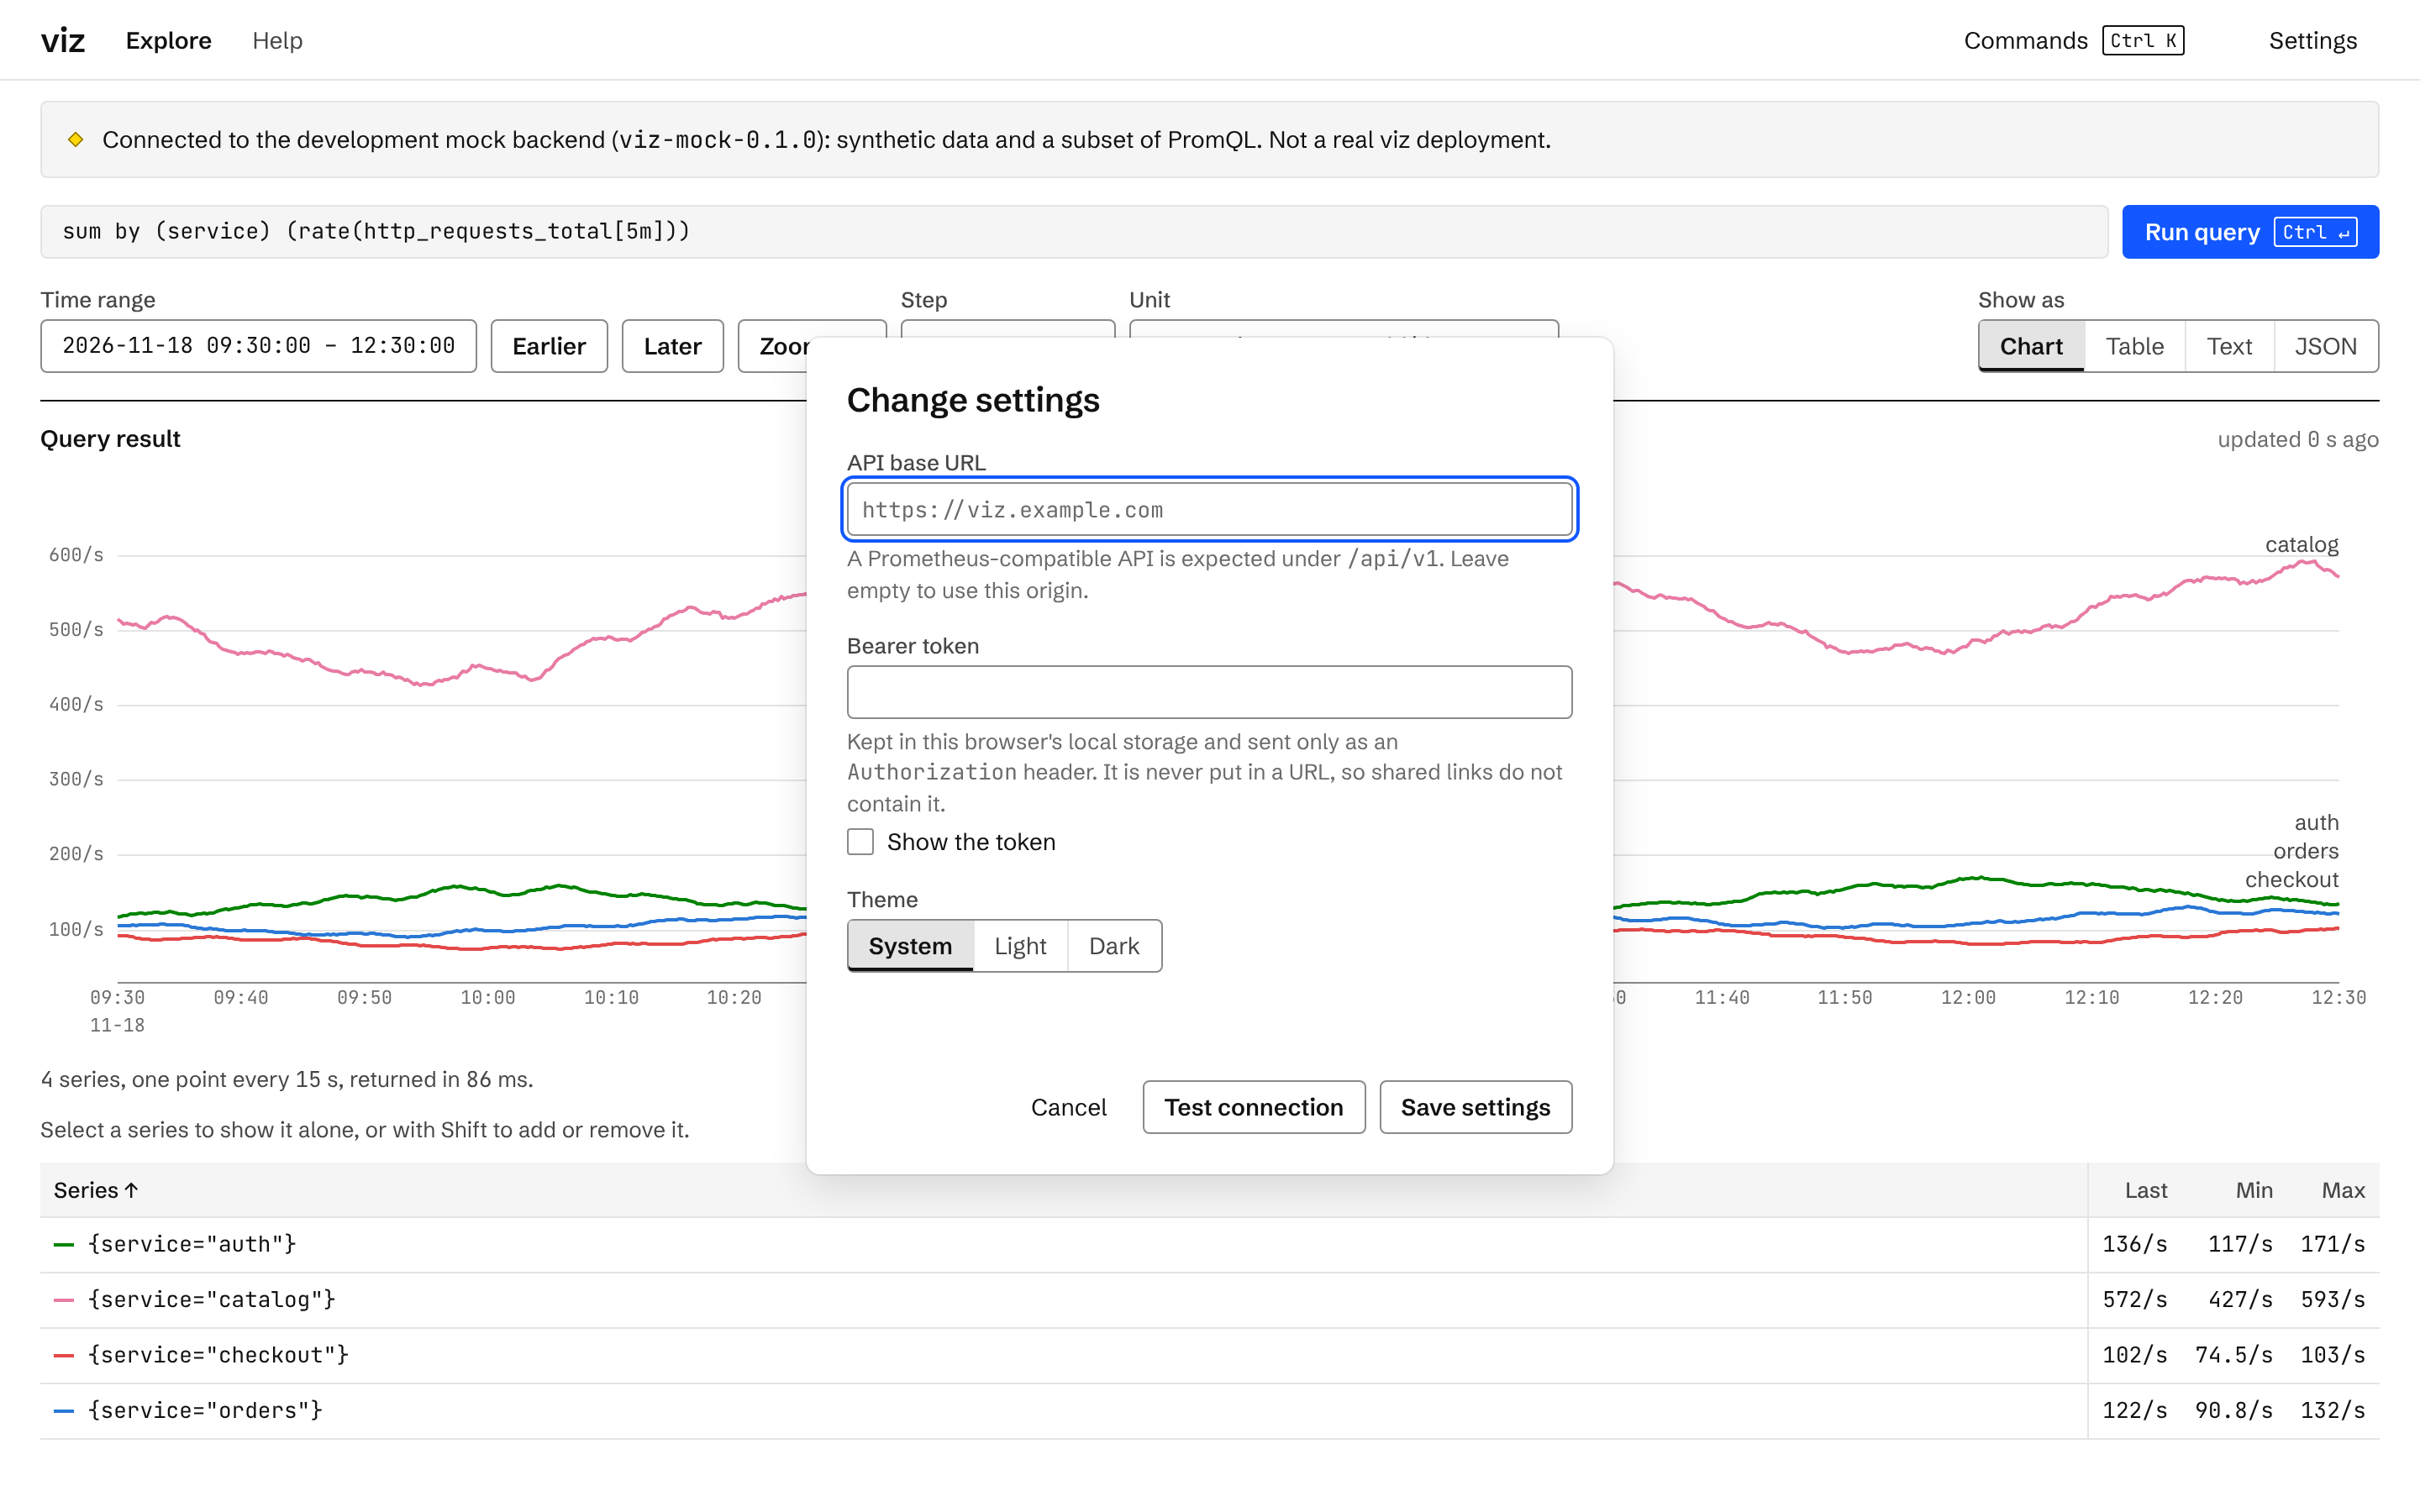 viz Explore Help Commands Ctrl K Settings
Connected to the development mock backend (viz-mock-0.1.0): synthetic data and a subset of PromQL. Not a real viz deployment.
sum by (service) (rate(http_requests_total[5m])) Run query Ctrl ↵
Time range Step Unit Show as
2026-11-18 09:30:00 – 12:30:00 Earlier Later Chart Table Text JSON
Query result updated 0 s ago
Change settings
API base URL
https://viz.example.com
A Prometheus-compatible API is expected under /api/v1. Leave
empty to use this origin.
Bearer token
Kept in this browser's local storage and sent only as an
Authorization header. It is never put in a URL, so shared links do not
contain it.
Show the token
Theme
System Light Dark
Cancel Test connection Save settings
600/s
500/s
400/s
300/s
200/s
100/s
catalog
auth
orders
checkout
09:30 09:40 09:50 10:00 10:10 10:20 11:40 11:50 12:00 12:10 12:20 12:30
11-18
4 series, one point every 15 s, returned in 86 ms.
Select a series to show it alone, or with Shift to add or remove it.
Series ↑ Last Min Max
{service="auth"} 136/s 117/s 171/s
{service="catalog"} 572/s 427/s 593/s
{service="checkout"} 102/s 74.5/s 103/s
{service="orders"} 122/s 90.8/s 132/s